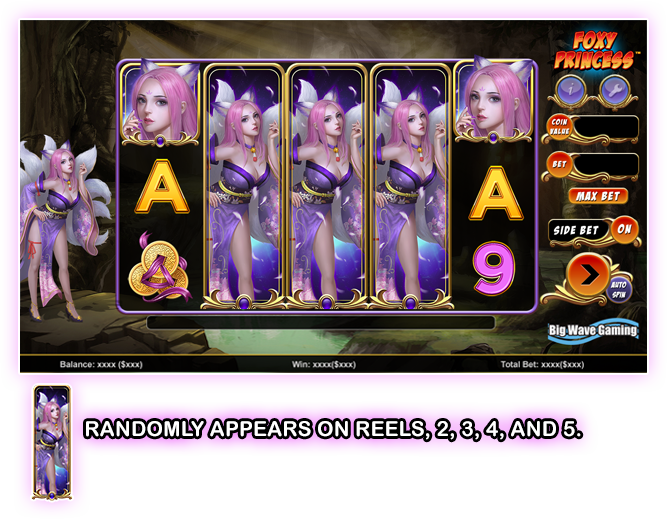 FOXY
PRINCESS™
i
COIN
VALUE
BET
MAX BET
SIDE BET ON
AUTO
SPIN
A A
9
Big Wave Gaming
Balance: xxxx ($xxx) Win: xxxx($xxx) Total Bet: xxxx($xxx)
RANDOMLY APPEARS ON REELS, 2, 3, 4, AND 5.